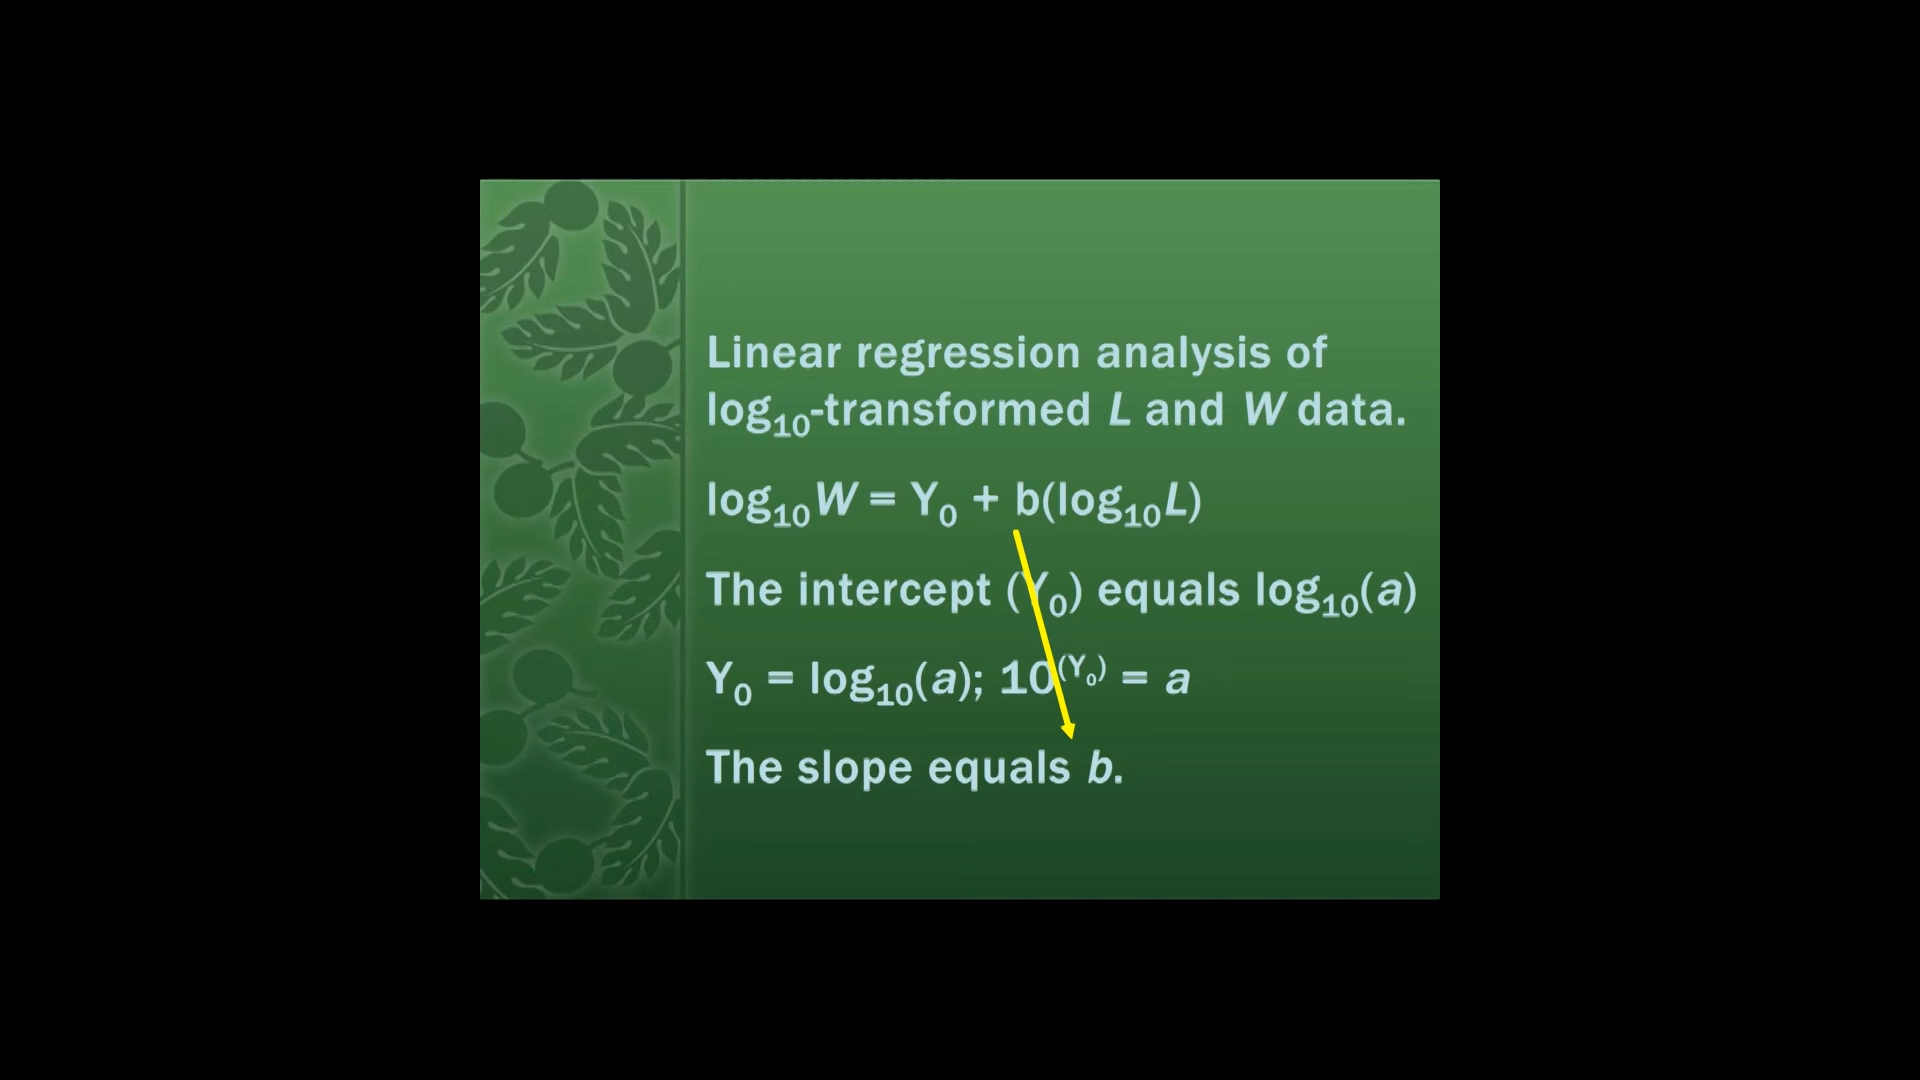 Linear regression analysis of
log₁₀-transformed L and W data.
log₁₀W = Y₀ + b(log₁₀L)
The intercept (Y₀) equals log₁₀(a)
Y₀ = log₁₀(a); 10^(Y₀) = a
The slope equals b.